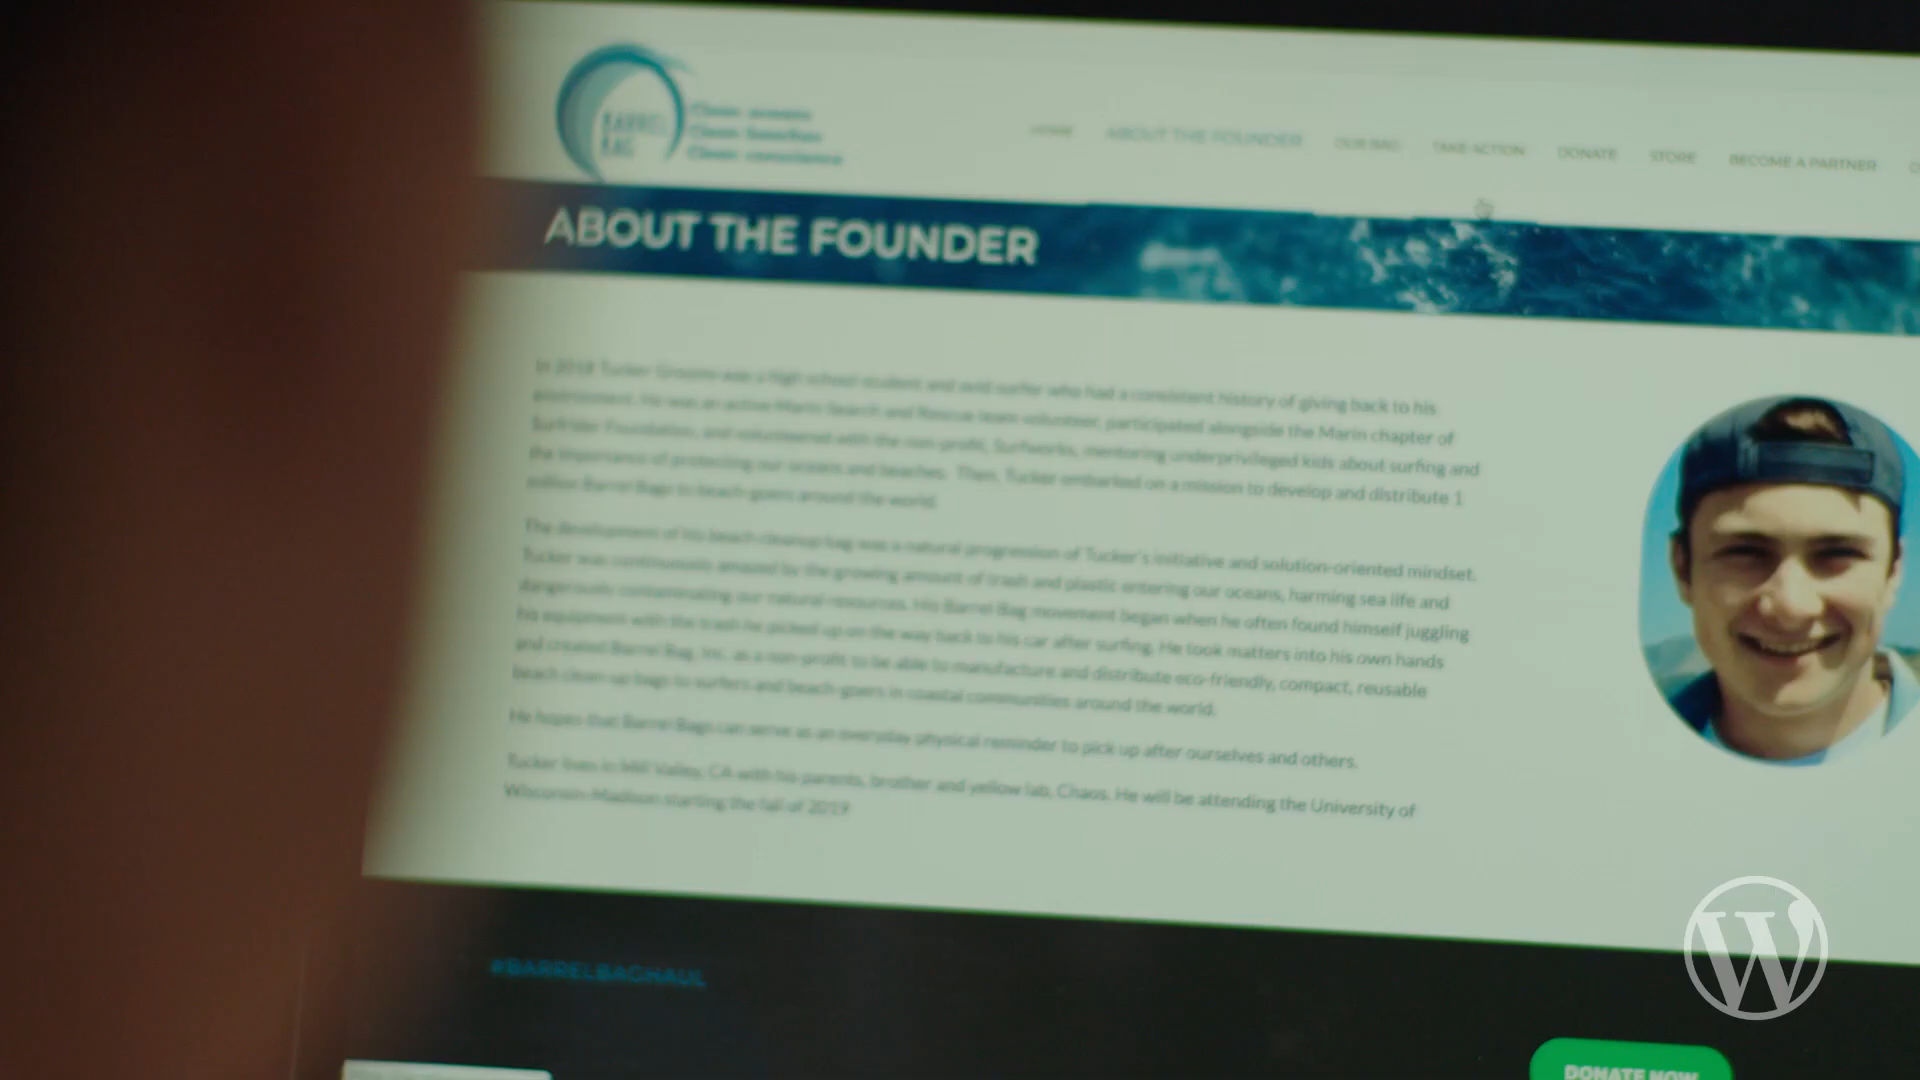 BARREL
BAG
Clean oceans
Clean beaches
Clean conscience
HOME ABOUT THE FOUNDER OUR BAG TAKE ACTION DONATE STORE BECOME A PARTNER
ABOUT THE FOUNDER
In 2018 Tucker was a high school student and avid surfer who had a consistent history of giving back to his
environment. He was an active Marin Search and Rescue team volunteer, participated alongside the Marin chapter of
Surfrider Foundation, and volunteered with the non-profit, Surfworks, mentoring underprivileged kids about surfing and
the importance of protecting our oceans and beaches. Then, Tucker embarked on a mission to develop and distribute 1
million Barrel Bags to beach-goers around the world.
The development of his beach cleanup bag was a natural progression of Tucker's initiative and solution-oriented mindset.
Tucker was continuously amazed by the growing amount of trash and plastic entering our oceans, harming sea life and
dangerously contaminating our natural resources. His Barrel Bag movement began when he often found himself juggling
his equipment with the trash he picked up on the way back to his car after surfing. He took matters into his own hands
and created Barrel Bag, Inc. as a non-profit to be able to manufacture and distribute eco-friendly, compact, reusable
beach clean-up bags to surfers and beach-goers in coastal communities around the world.
He hopes that Barrel Bags can serve as an everyday physical reminder to pick up after ourselves and others.
Tucker lives in Mill Valley, CA with his parents, brother and yellow lab, Chaos. He will be attending the University of
Wisconsin-Madison starting the fall of 2019
#BARRELBAGHAUL
DONATE NOW
W